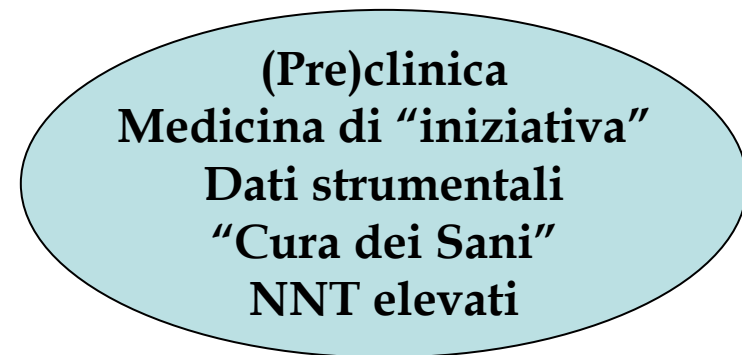 (Pre)clinica
Medicina di “iniziativa”
Dati strumentali
“Cura dei Sani”
NNT elevati